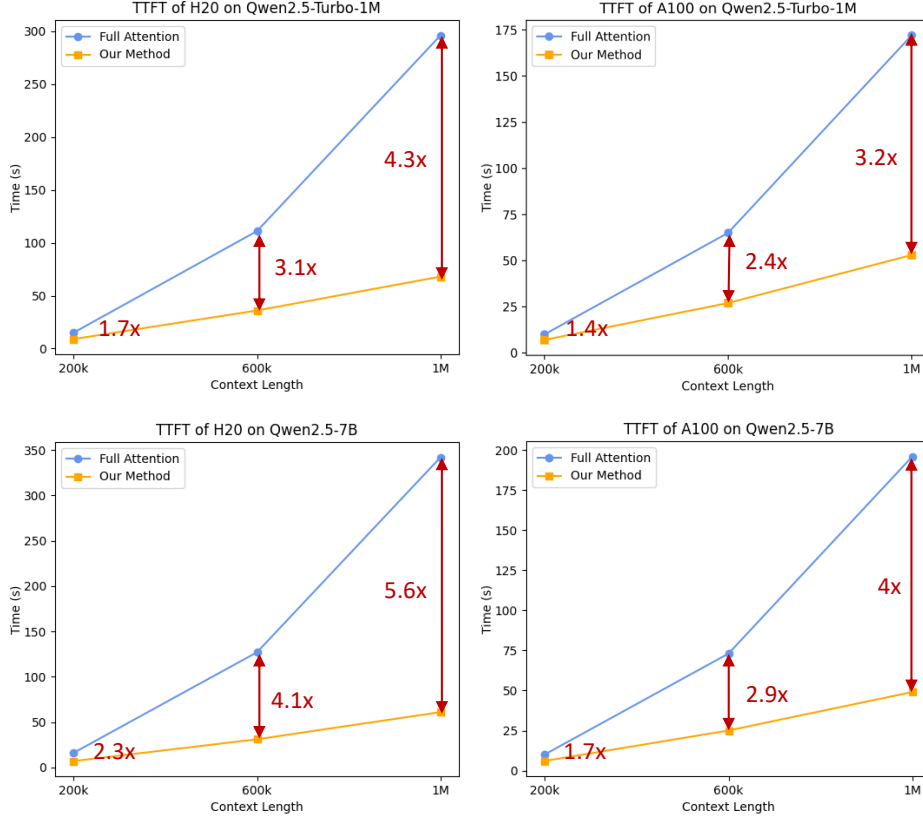 TTFT of H20 on Qwen2.5-Turbo-1M
Full Attention
Our Method
300
250
200
150
100
50
0
Time (s)
4.3x
3.1x
1.7x
200k
600k
1M
Context Length
TTFT of A100 on Qwen2.5-Turbo-1M
Full Attention
Our Method
175
150
125
100
75
50
25
0
Time (s)
3.2x
2.4x
1.4x
200k
600k
1M
Context Length
TTFT of H20 on Qwen2.5-7B
Full Attention
Our Method
350
300
250
200
150
100
50
0
Time (s)
5.6x
4.1x
2.3x
200k
600k
1M
Context Length
TTFT of A100 on Qwen2.5-7B
Full Attention
Our Method
200
175
150
125
100
75
50
25
0
Time (s)
4x
2.9x
1.7x
200k
600k
1M
Context Length